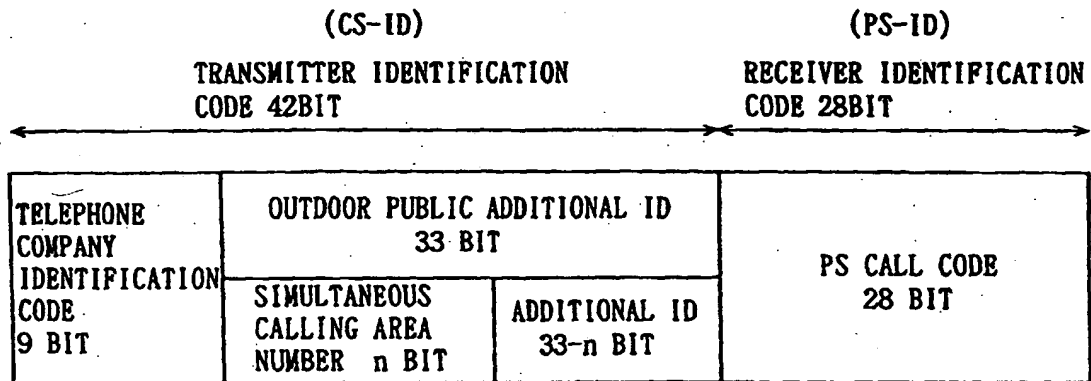 (CS-ID)
TRANSMITTER IDENTIFICATION
CODE 42BIT
(PS-ID)
RECEIVER IDENTIFICATION
CODE 28BIT
TELEPHONE
COMPANY
IDENTIFICATION
CODE
9 BIT
OUTDOOR PUBLIC ADDITIONAL ID
33 BIT
SIMULTANEOUS
CALLING AREA
NUMBER n BIT
ADDITIONAL ID
33-n BIT
PS CALL CODE
28 BIT